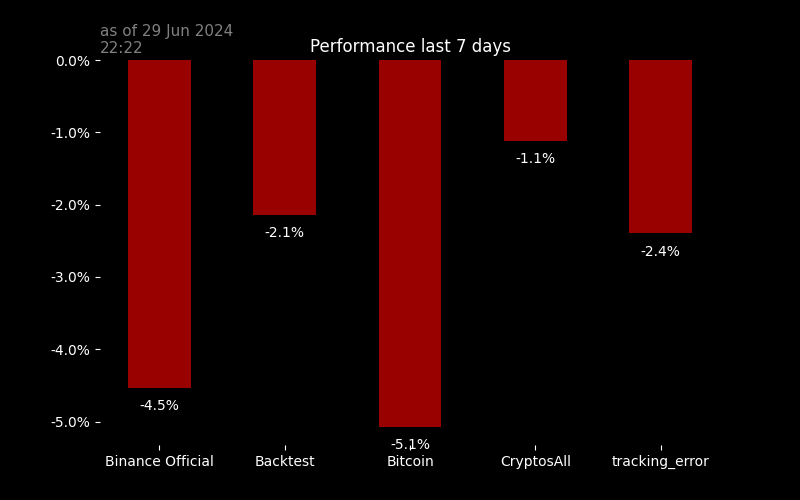 as of 29 Jun 2024
22:22
Performance last 7 days
0.0%
-1.0%
-2.0%
-3.0%
-4.0%
-5.0%
-4.5%
-2.1%
-5.1%
-1.1%
-2.4%
Binance Official
Backtest
Bitcoin
CryptosAll
tracking_error